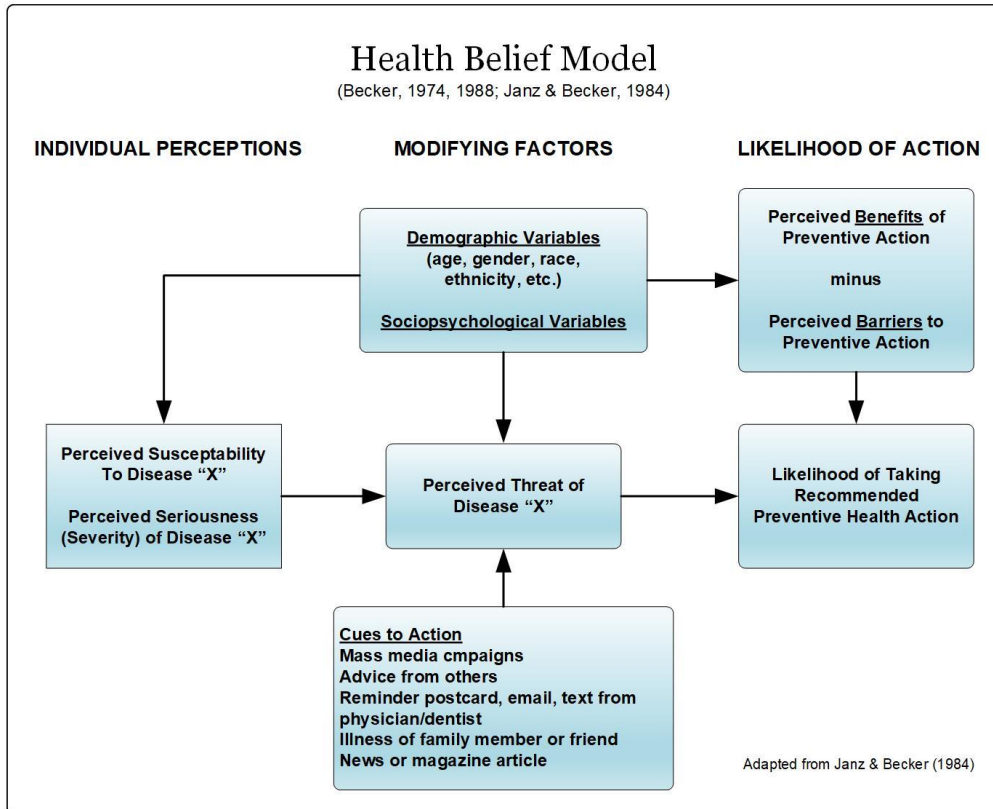 Health Belief Model
(Becker, 1974, 1988; Janz & Becker, 1984)
INDIVIDUAL PERCEPTIONS
MODIFYING FACTORS
LIKELIHOOD OF ACTION
Demographic Variables
(age, gender, race,
ethnicity, etc.)
Sociopsychological Variables
Perceived Benefits of
Preventive Action
minus
Perceived Barriers to
Preventive Action
Perceived Susceptability
To Disease “X”
Perceived Seriousness
(Severity) of Disease “X”
Perceived Threat of
Disease “X”
Likelihood of Taking
Recommended
Preventive Health Action
Cues to Action
Mass media cmpaigns
Advice from others
Reminder postcard, email, text from
physician/dentist
Illness of family member or friend
News or magazine article
Adapted from Janz & Becker (1984)